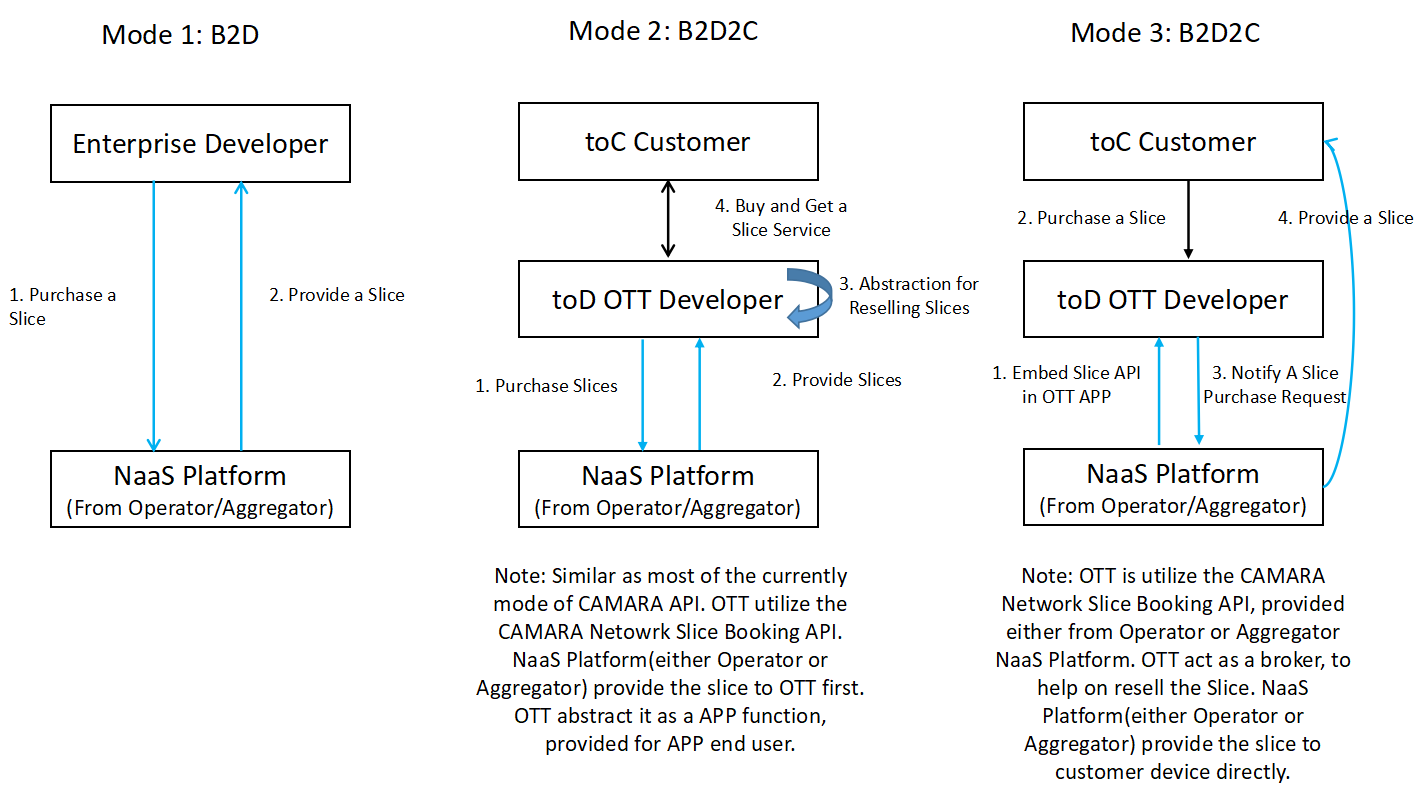 Mode 1: B2D
Enterprise Developer
1. Purchase a
Slice
2. Provide a Slice
NaaS Platform
(From Operator/Aggregator)
Mode 2: B2D2C
toC Customer
4. Buy and Get a
Slice Service
toD OTT Developer
3. Abstraction for
Reselling Slices
1. Purchase Slices
2. Provide Slices
NaaS Platform
(From Operator/Aggregator)
Note: Similar as most of the currently
mode of CAMARA API. OTT utilize the
CAMARA Netowrk Slice Booking API.
NaaS Platform(either Operator or
Aggregator) provide the slice to OTT first.
OTT abstract it as a APP function,
provided for APP end user.
Mode 3: B2D2C
toC Customer
2. Purchase a Slice
4. Provide a Slice
toD OTT Developer
1. Embed Slice API
in OTT APP
3. Notify A Slice
Purchase Request
NaaS Platform
(From Operator/Aggregator)
Note: OTT is utilize the CAMARA
Network Slice Booking API, provided
either from Operator or Aggregator
NaaS Platform. OTT act as a broker, to
help on resell the Slice. NaaS
Platform(either Operator or
Aggregator) provide the slice to
customer device directly.